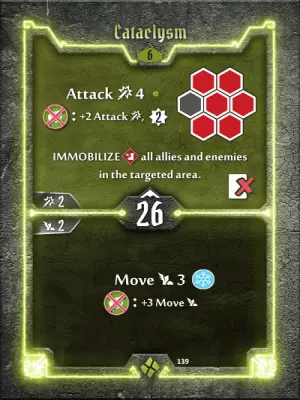 Cataclysm
6
Attack 4
: +2 Attack , 2
IMMOBILIZE all allies and enemies
in the targeted area.
2
2
26
Move 3
: +3 Move
139